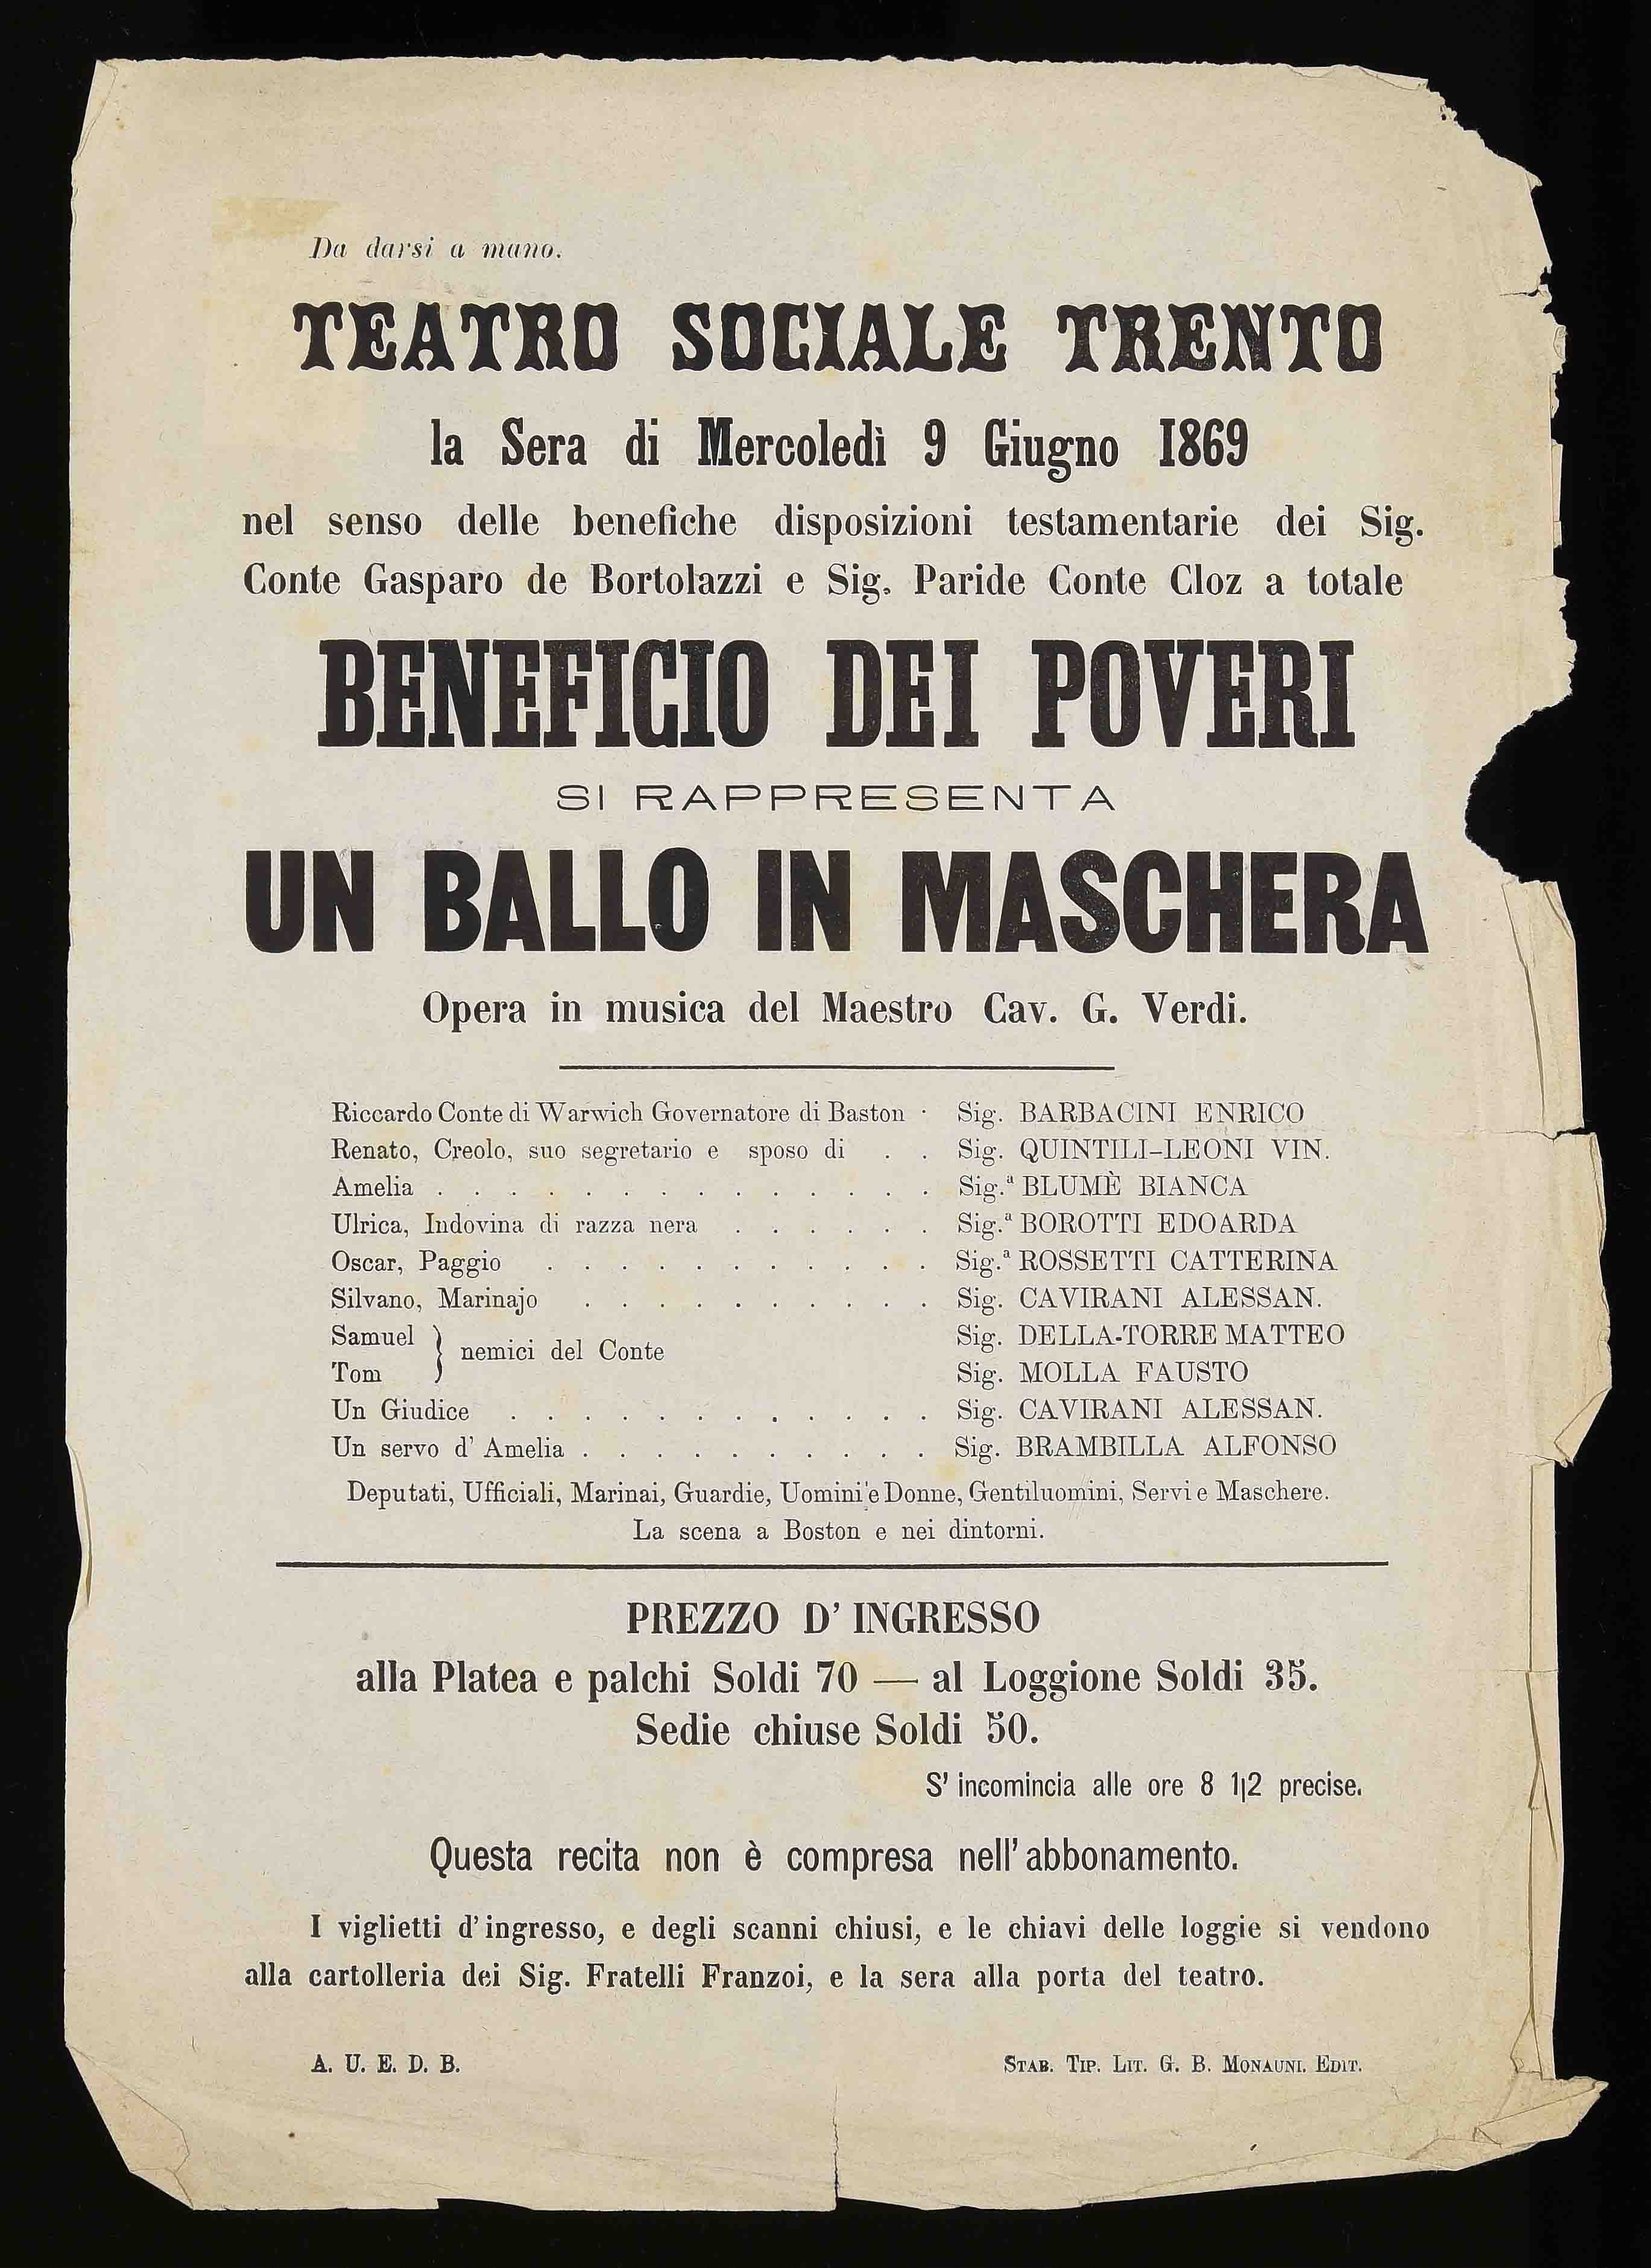 Da darsi a mano.
TEATRO SOCIALE TRENTO
la Sera di Mercoledì 9 Giugno 1869
nel senso delle benefiche disposizioni testamentarie dei Sig.
Conte Gasparo de Bortolazzi e Sig. Paride Conte Cloz a totale
BENEFICIO DEI POVERI
SI RAPPRESENTA
UN BALLO IN MASCHERA
Opera in musica del Maestro Cav. G. Verdi.
Riccardo Conte di Warwich Governatore di Baston . Sig. BARBACINI ENRICO
Renato, Creolo, suo segretario e sposo di . . Sig. QUINTILI-LEONI VIN.
Amelia . . . . . . . . . . . . . . Sig.ª BLUMÈ BIANCA
Ulrica, Indovina di razza nera . . . . . . Sig.ª BOROTTI EDOARDA
Oscar, Paggio . . . . . . . . . . . Sig.ª ROSSETTI CATTERINA
Silvano, Marinajo . . . . . . . . . . Sig. CAVIRANI ALESSAN.
Samuel } nemici del Conte Sig. DELLA-TORRE MATTEO
Tom Sig. MOLLA FAUSTO
Un Giudice . . . . . . . . . . . . Sig. CAVIRANI ALESSAN.
Un servo d' Amelia . . . . . . . . . . Sig. BRAMBILLA ALFONSO
Deputati, Ufficiali, Marinai, Guardie, Uomini e Donne, Gentiluomini, Servi e Maschere.
La scena a Boston e nei dintorni.
PREZZO D' INGRESSO
alla Platea e palchi Soldi 70 — al Loggione Soldi 35.
Sedie chiuse Soldi 50.
S' incomincia alle ore 8 1|2 precise.
Questa recita non è compresa nell' abbonamento.
I viglietti d' ingresso, e degli scanni chiusi, e le chiavi delle loggie si vendono
alla cartolleria dei Sig. Fratelli Franzoi, e la sera alla porta del teatro.
A. U. E. D. B. STAB. TIP. LIT. G. B. MONAUNI. EDIT.